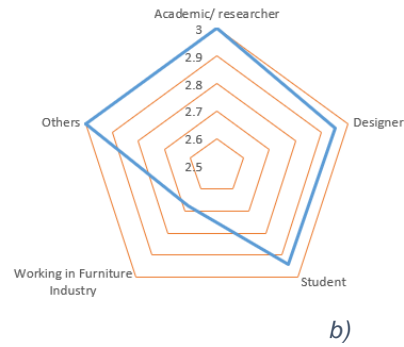 Academic/ researcher
3
2.9
2.8
2.7
2.6
2.5
Others
Designer
Working in Furniture
Industry
Student
b)